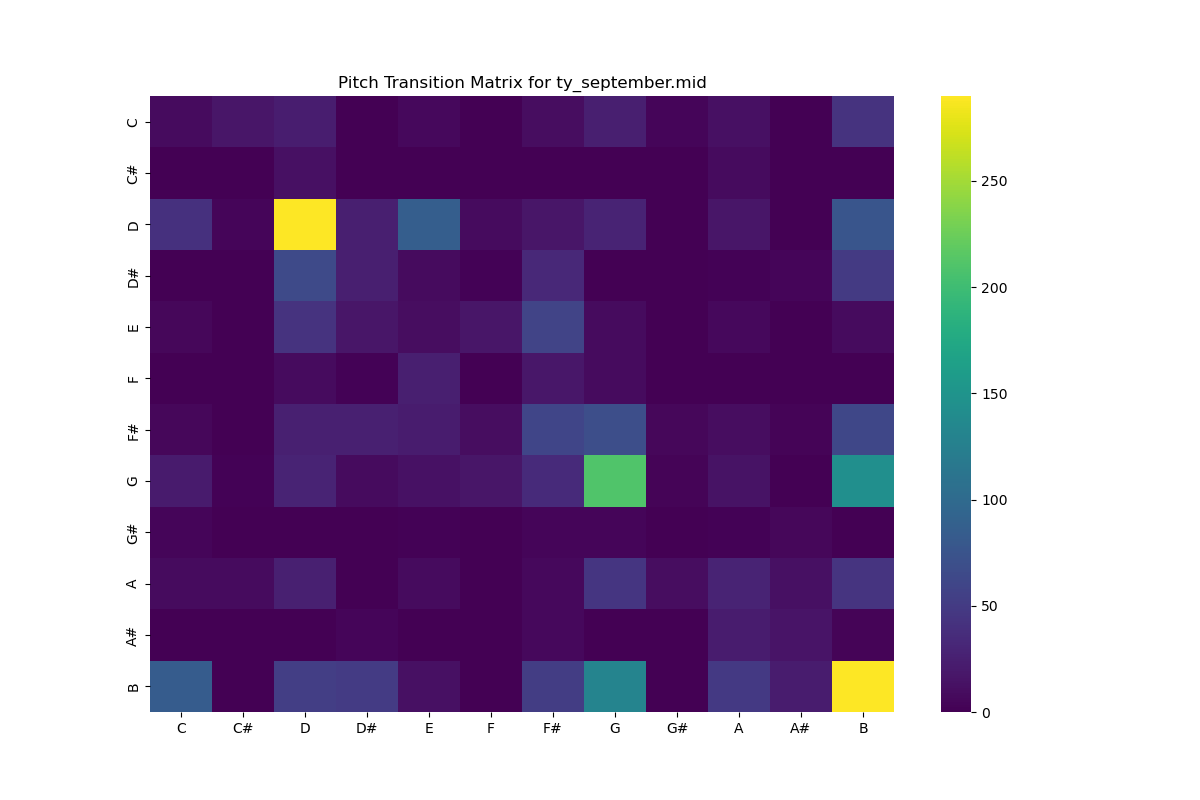 Pitch Transition Matrix for ty_september.mid
C
C#
D
D#
E
F
F#
G
G#
A
A#
B
C C# D D# E F F# G G# A A# B
250
200
150
100
50
0